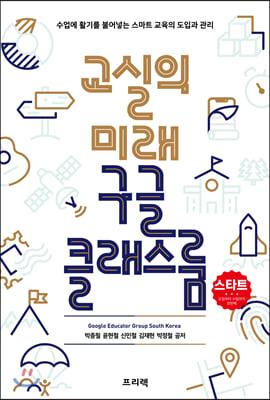 수업에 활기를 불어넣는 스마트 교육의 도입과 관리
교실의
미래
구글
클래스룸
스타트
Google Educator Group South Korea
박종필 윤현철 신인철 김재현 박정철 공저
프리렉